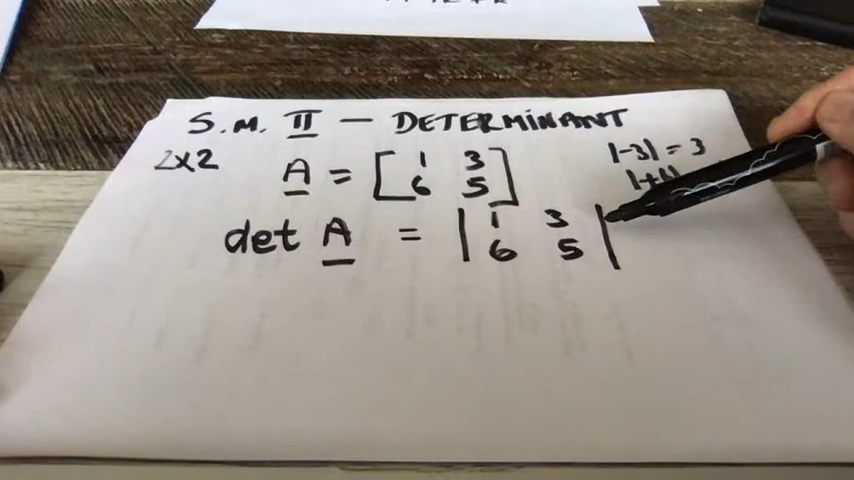 S.M. II — DETERMINANT
|-3| = 3
2x2 A = [ 1 3
6 5 ]
det A = | 1 3
6 5 |